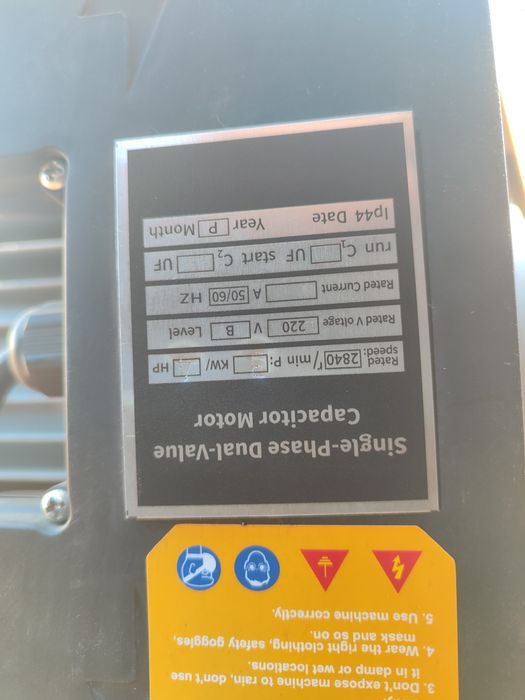 3. Don't expose machine to rain, don't use
it in damp or wet locations.
4. Wear the right clothing, safety goggles,
mask and so on.
5. Use machine correctly.
Single-Phase Dual-Value
Capacitor Motor
Rated speed: 2840 r/min P: KW/ HP
Rated Voltage 220 V B Level
Rated Current A 50/60 HZ
run C1 UF start C2 UF
Ip44 Date Year P Month